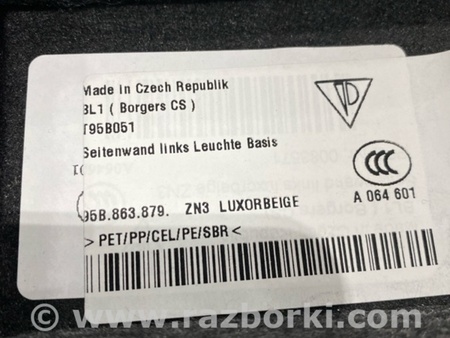 Made in Czech Republik
BL1 ( Borgers CS )
T95B051
Seitenwand links Leuchte Basis
95B.863.879. ZN3 LUXORBEIGE
A 064 601
> PET/PP/CEL/PE/SBR <
© www.razborki.com